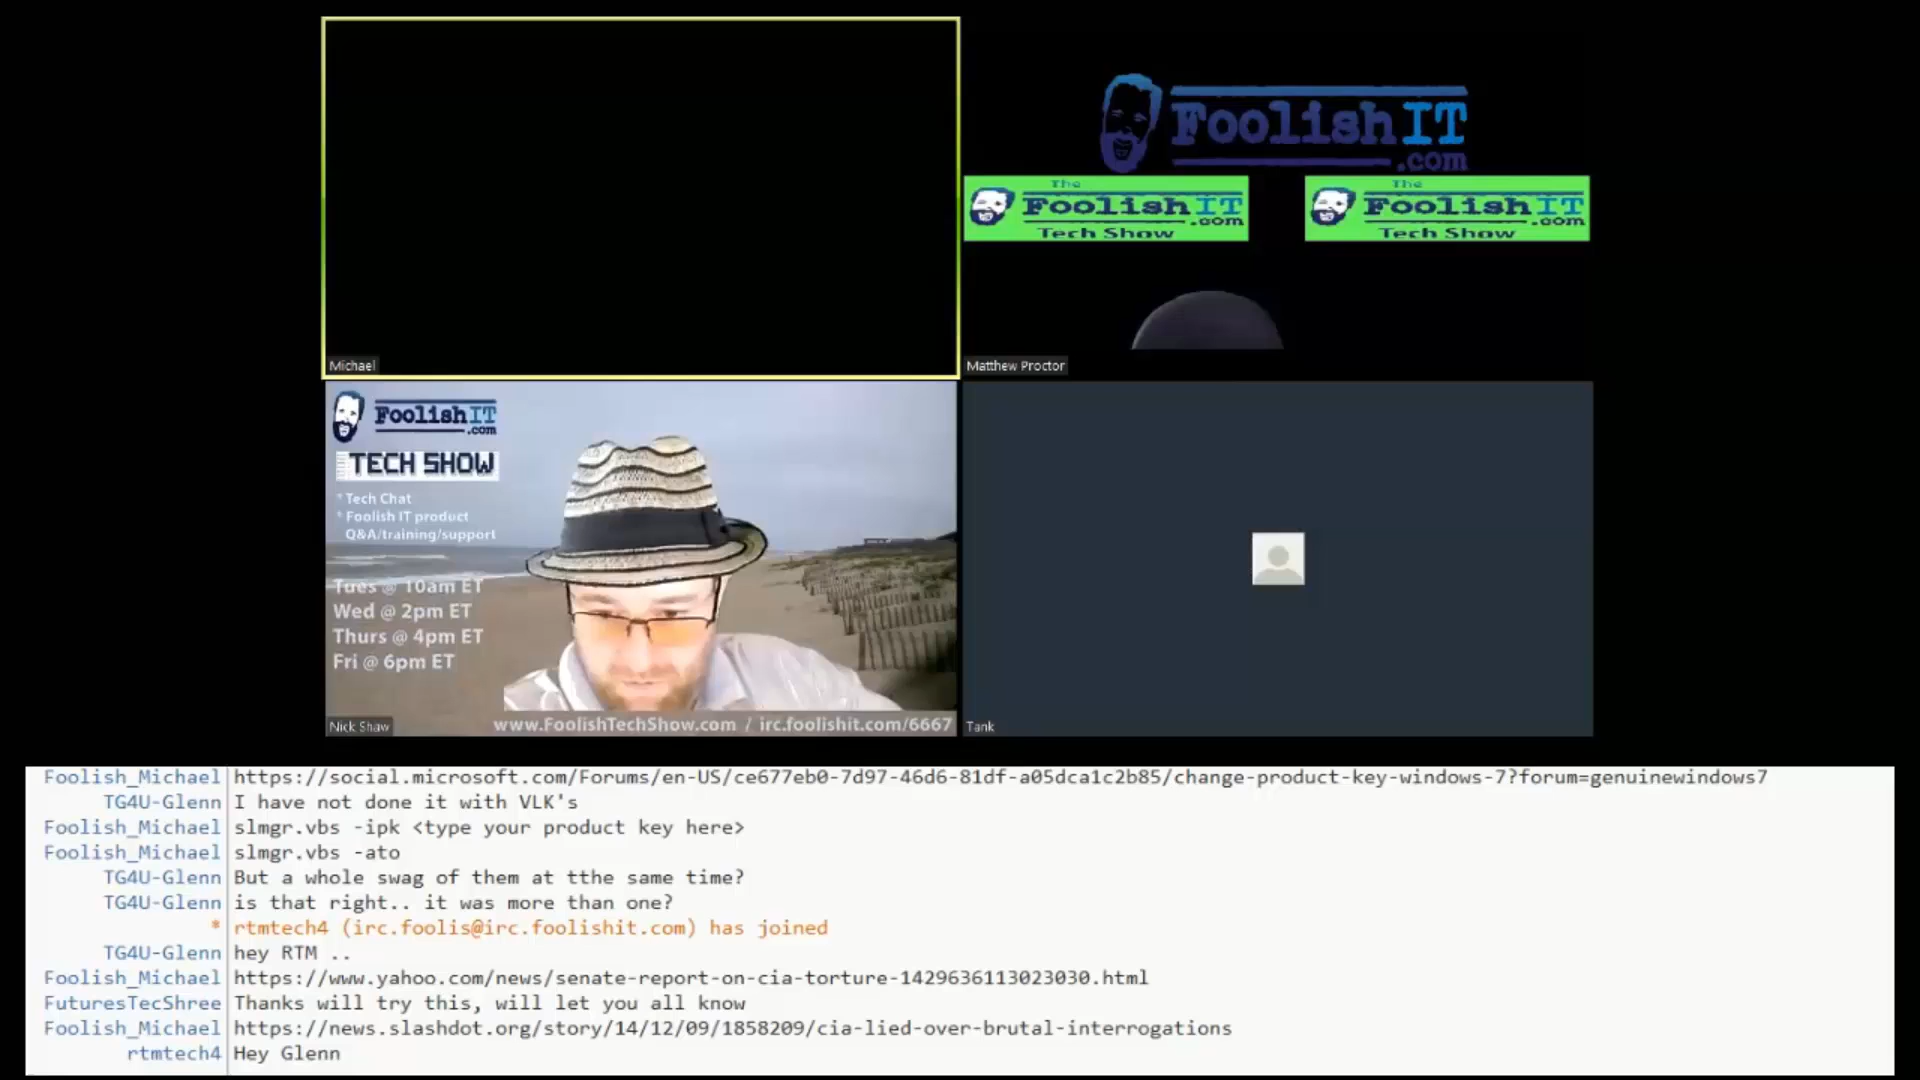 FoolishIT
.com
The
FoolishIT
.com
Tech Show
The
FoolishIT
.com
Tech Show
Michael
Matthew Proctor
FoolishIT
.com
TECH SHOW
* Tech Chat
* Foolish IT product
Q&A/training/support
Tues @ 10am ET
Wed @ 2pm ET
Thurs @ 4pm ET
Fri @ 6pm ET
Nick Shaw
www.FoolishTechShow.com / irc.foolishit.com/6667
Tank
Foolish_Michael https://social.microsoft.com/Forums/en-US/ce677eb0-7d97-46d6-81df-a05dca1c2b85/change-product-key-windows-7?forum=genuinewindows7
TG4U-Glenn I have not done it with VLK's
Foolish_Michael slmgr.vbs -ipk <type your product key here>
Foolish_Michael slmgr.vbs -ato
TG4U-Glenn But a whole swag of them at tthe same time?
TG4U-Glenn is that right.. it was more than one?
* rtmtech4 (irc.foolis@irc.foolishit.com) has joined
TG4U-Glenn hey RTM ..
Foolish_Michael https://www.yahoo.com/news/senate-report-on-cia-torture-1429636113023030.html
FuturesTecShree Thanks will try this, will let you all know
Foolish_Michael https://news.slashdot.org/story/14/12/09/1858209/cia-lied-over-brutal-interrogations
rtmtech4 Hey Glenn